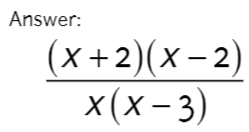 Answer:
(x + 2)(x − 2)
x(x − 3)